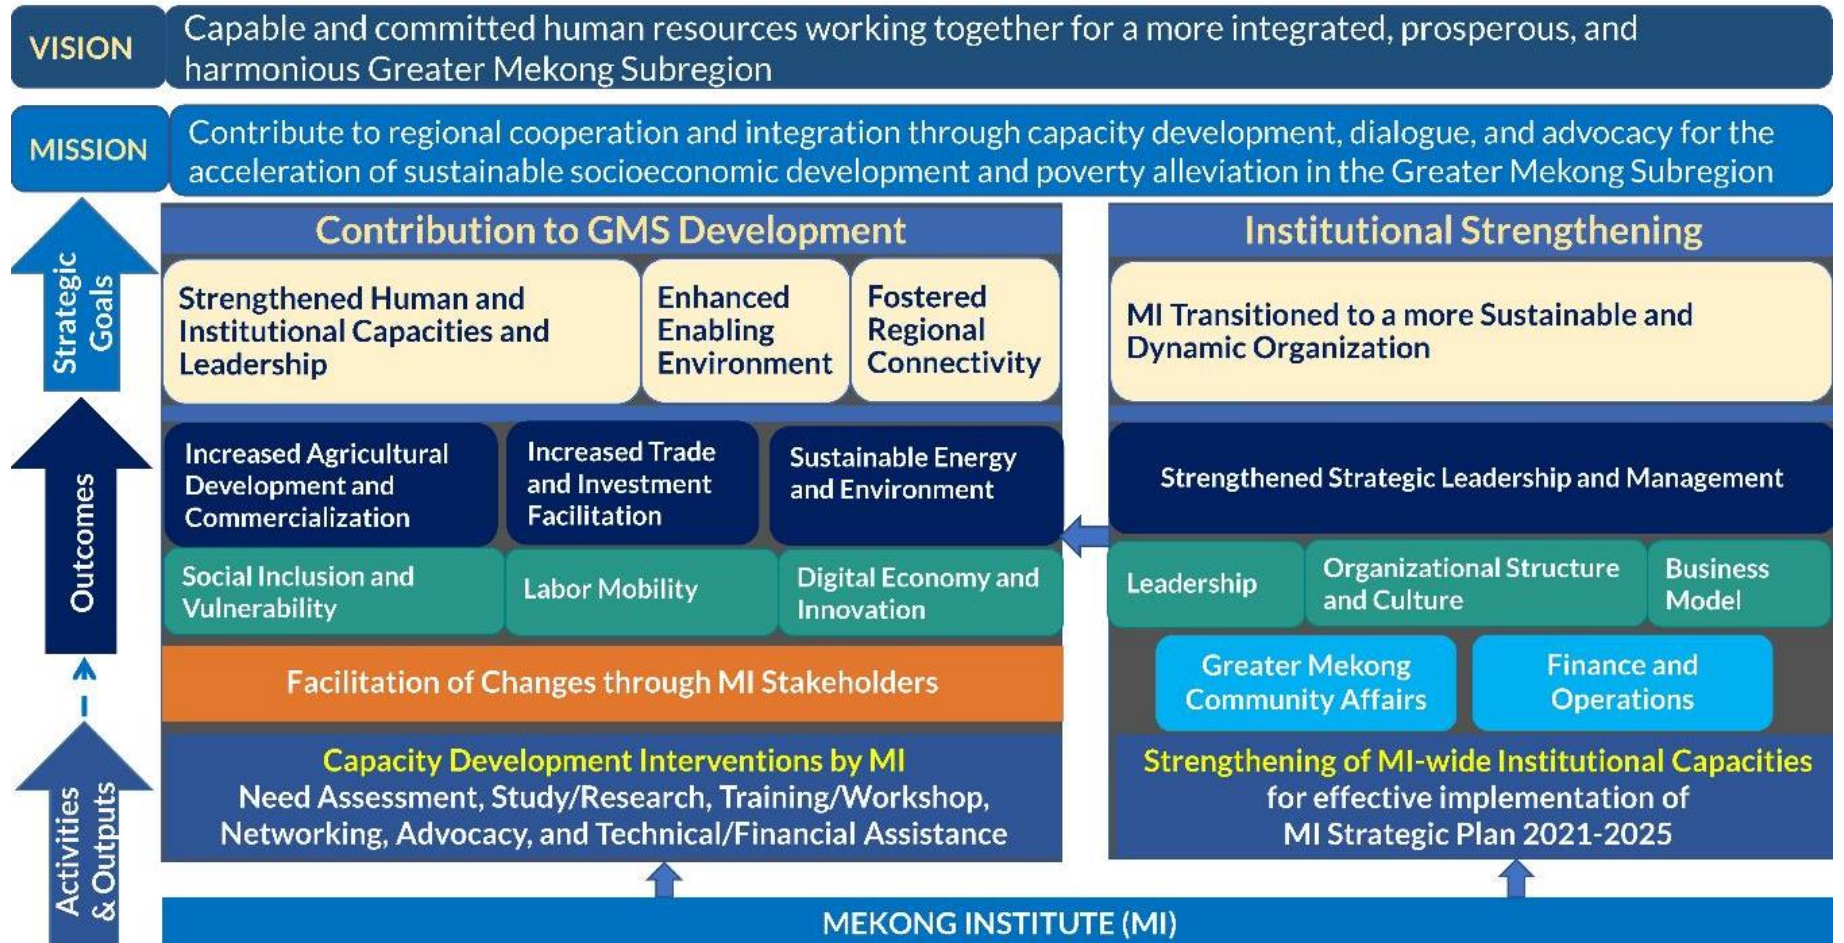 VISION
Capable and committed human resources working together for a more integrated, prosperous, and
harmonious Greater Mekong Subregion
MISSION
Contribute to regional cooperation and integration through capacity development, dialogue, and advocacy for the
acceleration of sustainable socioeconomic development and poverty alleviation in the Greater Mekong Subregion
Strategic
Goals
Contribution to GMS Development
Strengthened Human and
Institutional Capacities and
Leadership
Enhanced
Enabling
Environment
Fostered
Regional
Connectivity
Institutional Strengthening
MI Transitioned to a more Sustainable and
Dynamic Organization
Outcomes
Increased Agricultural
Development and
Commercialization
Increased Trade
and Investment
Facilitation
Sustainable Energy
and Environment
Strengthened Strategic Leadership and Management
Social Inclusion and
Vulnerability
Labor Mobility
Digital Economy and
Innovation
Leadership
Organizational Structure
and Culture
Business
Model
Facilitation of Changes through MI Stakeholders
Greater Mekong
Community Affairs
Finance and
Operations
Activities
& Outputs
Capacity Development Interventions by MI
Need Assessment, Study/Research, Training/Workshop,
Networking, Advocacy, and Technical/Financial Assistance
Strengthening of MI-wide Institutional Capacities
for effective implementation of
MI Strategic Plan 2021-2025
MEKONG INSTITUTE (MI)